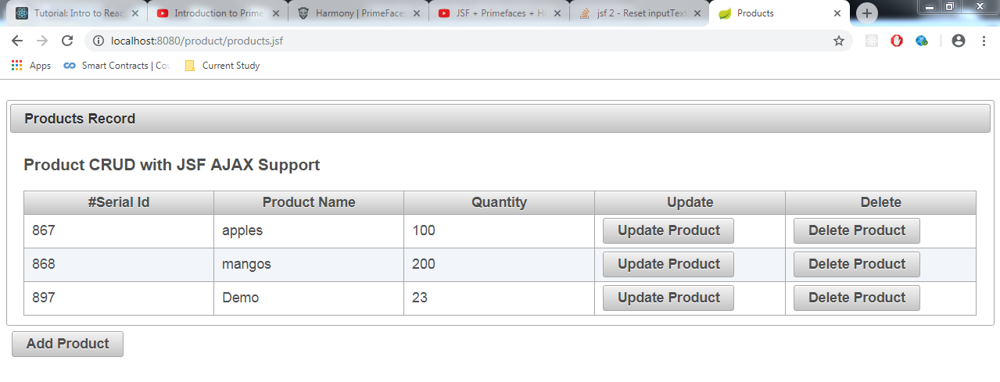 Tutorial: Intro to Reac
Introduction to Prime
Harmony | PrimeFace
JSF + Primefaces + Hi
jsf 2 - Reset inputText
Products
localhost:8080/product/products.jsf
Apps
Smart Contracts | Cou
Current Study
Products Record
Product CRUD with JSF AJAX Support
#Serial Id Product Name Quantity Update Delete
867 apples 100 Update Product Delete Product
868 mangos 200 Update Product Delete Product
897 Demo 23 Update Product Delete Product
Add Product